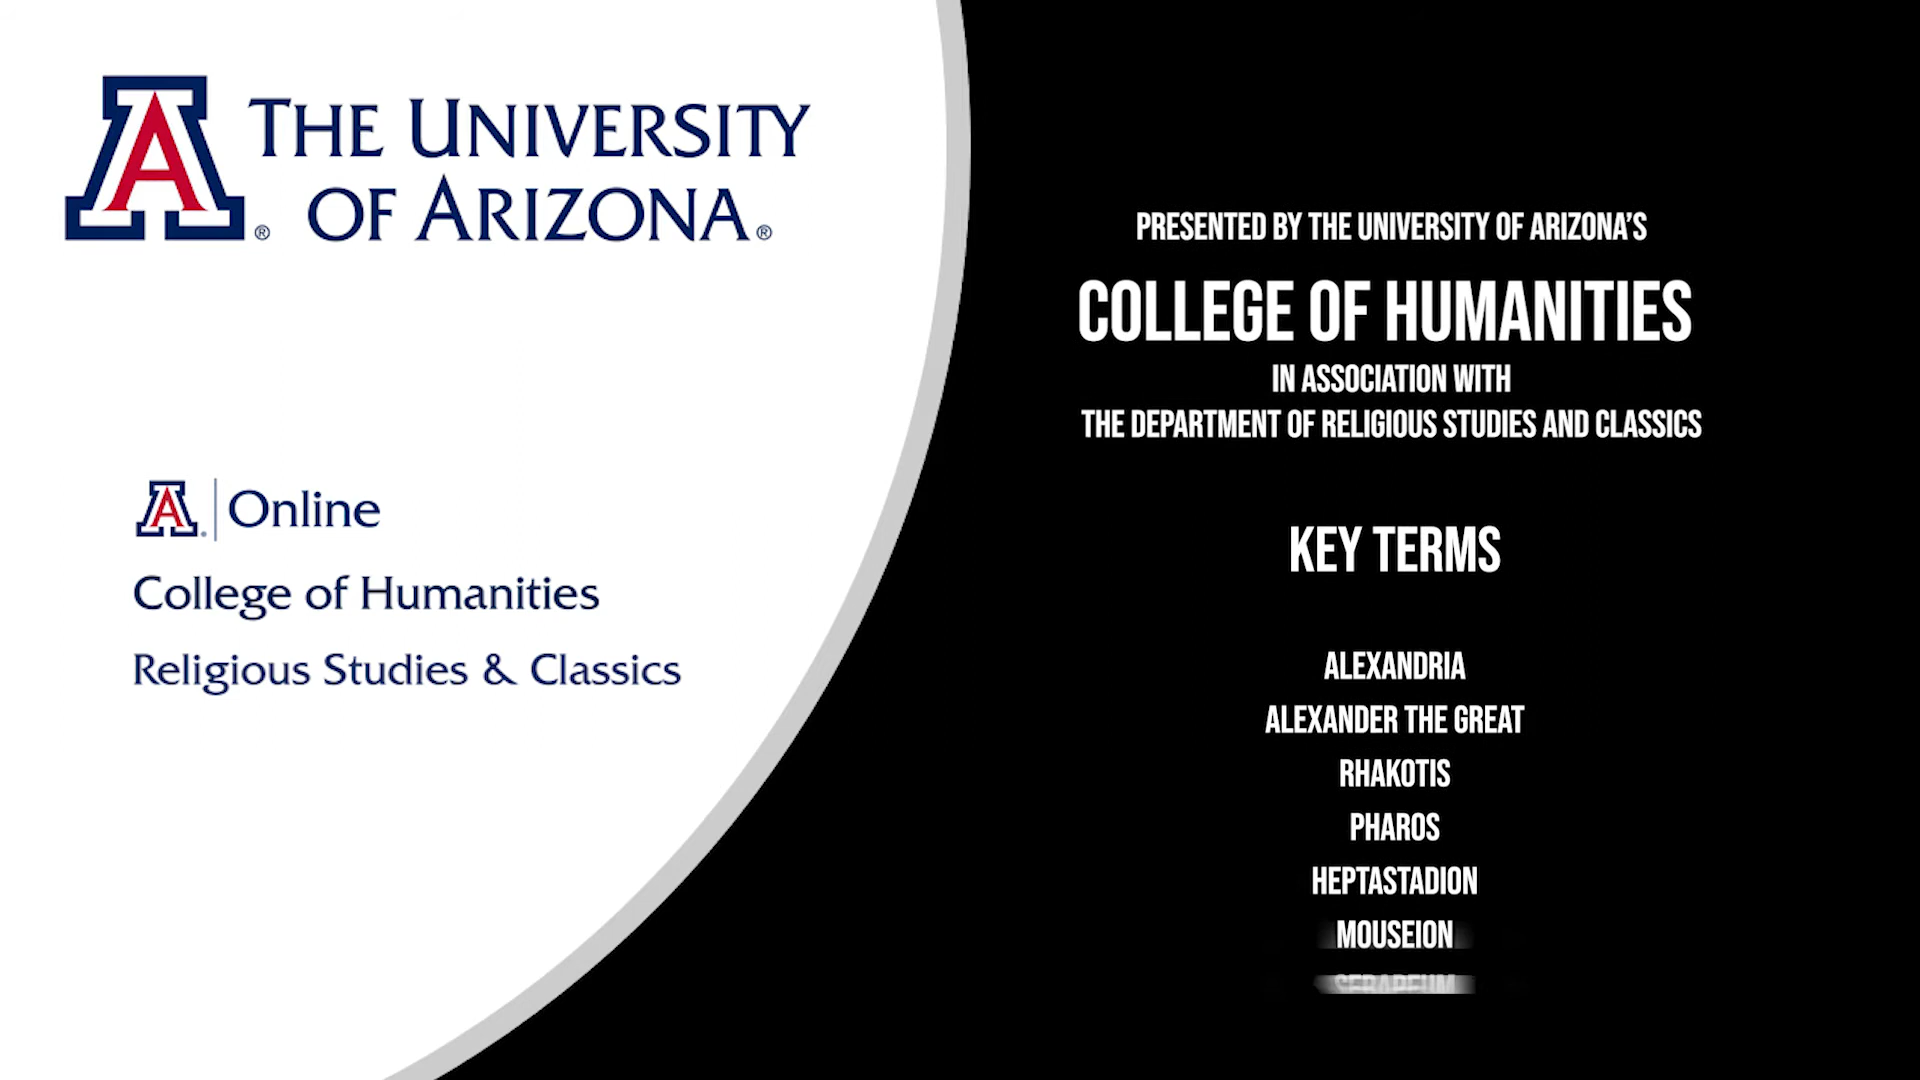 THE UNIVERSITY
OF ARIZONA®
A®
A® Online
College of Humanities
Religious Studies & Classics
PRESENTED BY THE UNIVERSITY OF ARIZONA’S
COLLEGE OF HUMANITIES
IN ASSOCIATION WITH
THE DEPARTMENT OF RELIGIOUS STUDIES AND CLASSICS
KEY TERMS
ALEXANDRIA
ALEXANDER THE GREAT
RHAKOTIS
PHAROS
HEPTASTADION
MOUSEION
SERAPEUM